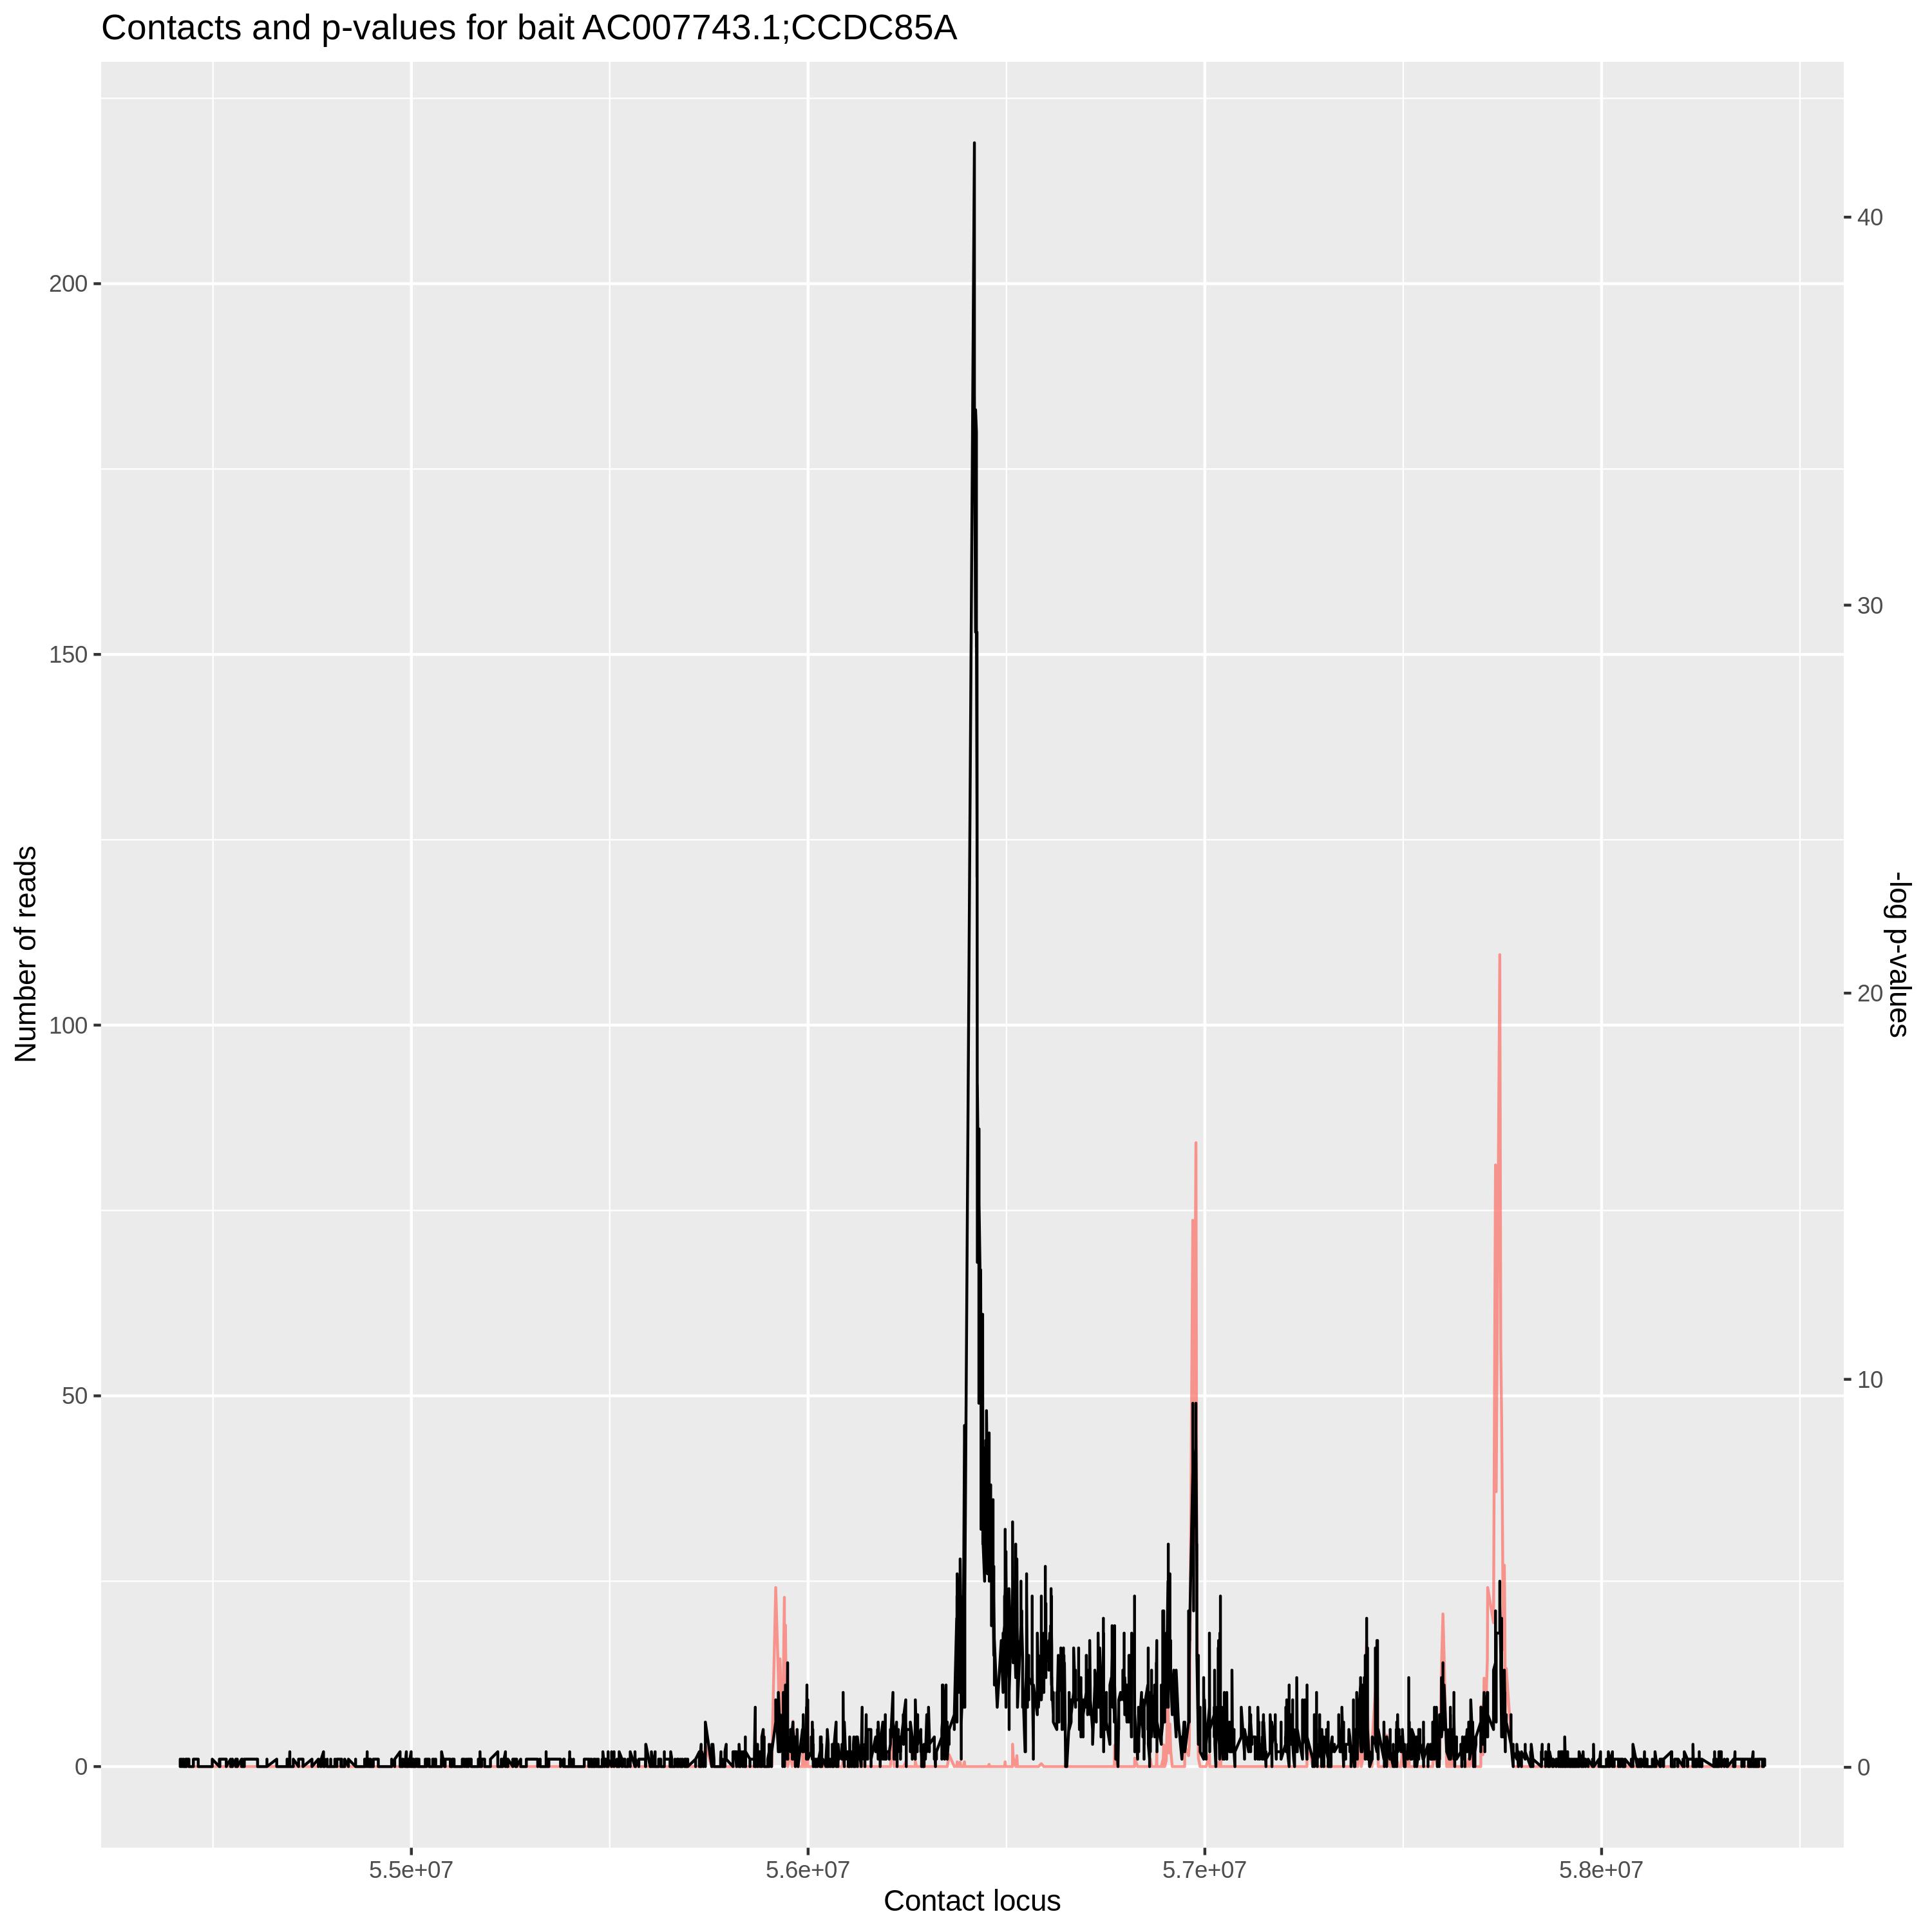 Contacts and p-values for bait AC007743.1;CCDC85A
200
150
100
50
0
Number of reads
40
30
20
10
0
-log p-values
5.5e+07
5.6e+07
5.7e+07
5.8e+07
Contact locus